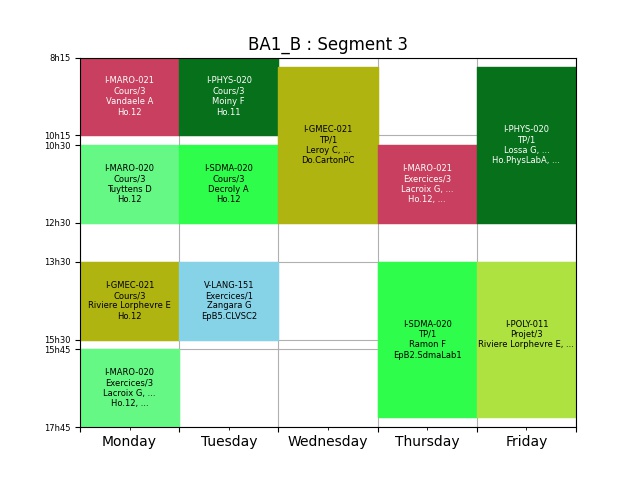 BA1_B : Segment 3
8h15
10h15
10h30
12h30
13h30
15h30
15h45
17h45
I-MARO-021
Cours/3
Vandaele A
Ho.12
I-MARO-020
Cours/3
Tuyttens D
Ho.12
I-GMEC-021
Cours/3
Riviere Lorphevre E
Ho.12
I-MARO-020
Exercices/3
Lacroix G, ...
Ho.12, ...
I-PHYS-020
Cours/3
Moiny F
Ho.11
I-SDMA-020
Cours/3
Decroly A
Ho.12
V-LANG-151
Exercices/1
Zangara G
EpB5.CLVSC2
I-GMEC-021
TP/1
Leroy C, ...
Do.CartonPC
I-MARO-021
Exercices/3
Lacroix G, ...
Ho.12, ...
I-SDMA-020
TP/1
Ramon F
EpB2.SdmaLab1
I-PHYS-020
TP/1
Lossa G, ...
Ho.PhysLabA, ...
I-POLY-011
Projet/3
Riviere Lorphevre E, ...
Monday
Tuesday
Wednesday
Thursday
Friday